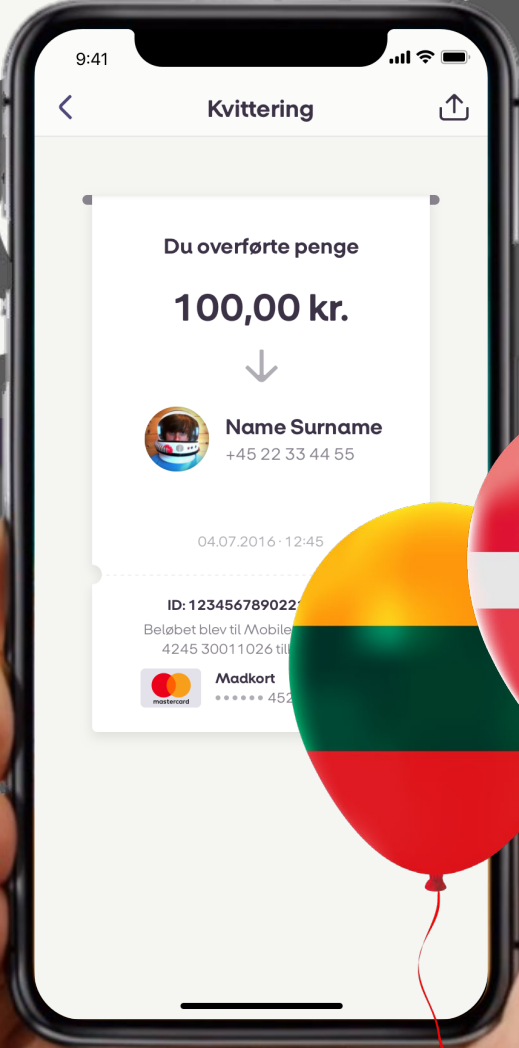 9:41
Kvittering
Du overførte penge
100,00 kr.
Name Surname
+45 22 33 44 55
04.07.2016 · 12:45
ID: 123456789022
Beløbet blev til Mobile
4245 30011026
mastercard
Madkort
•••••• 452